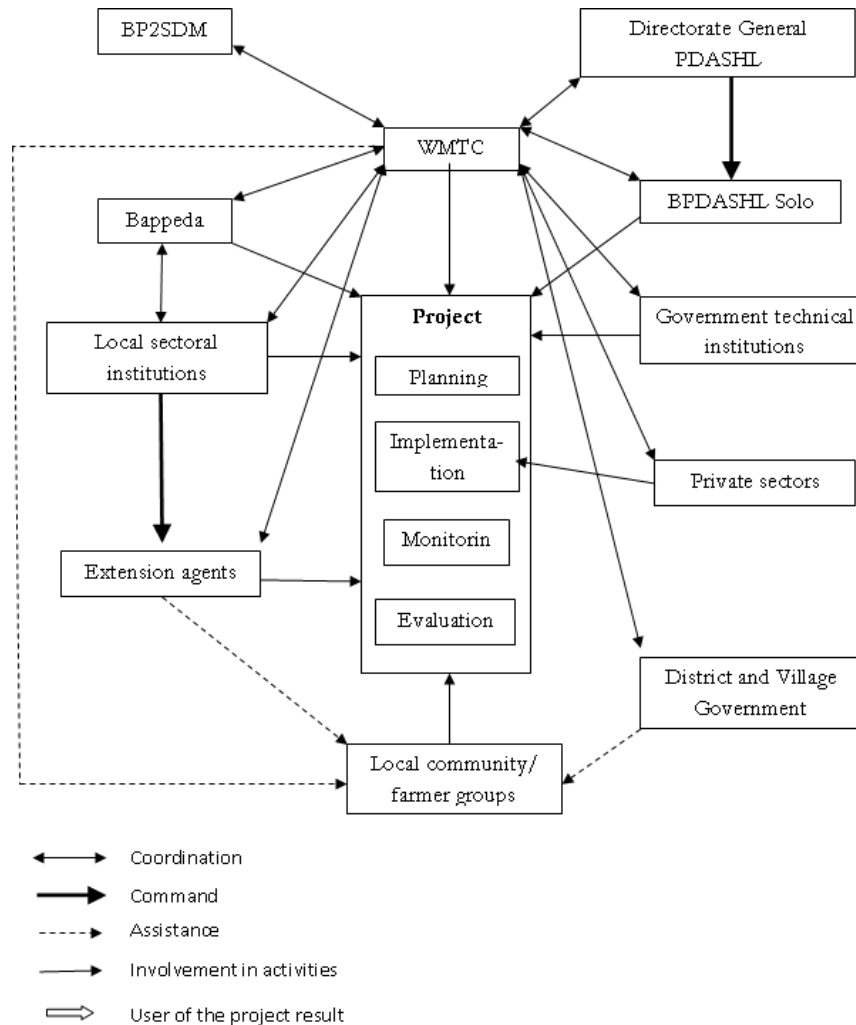 BP2SDM
Directorate General
PDASHL
WMTC
BPDASHL Solo
Bappeda
Project
Government technical
institutions
Local sectoral
institutions
Planning
Implementa-
tion
Private sectors
Monitorin
Extension agents
Evaluation
District and Village
Government
Local community/
farmer groups
Coordination
Command
Assistance
Involvement in activities
User of the project result